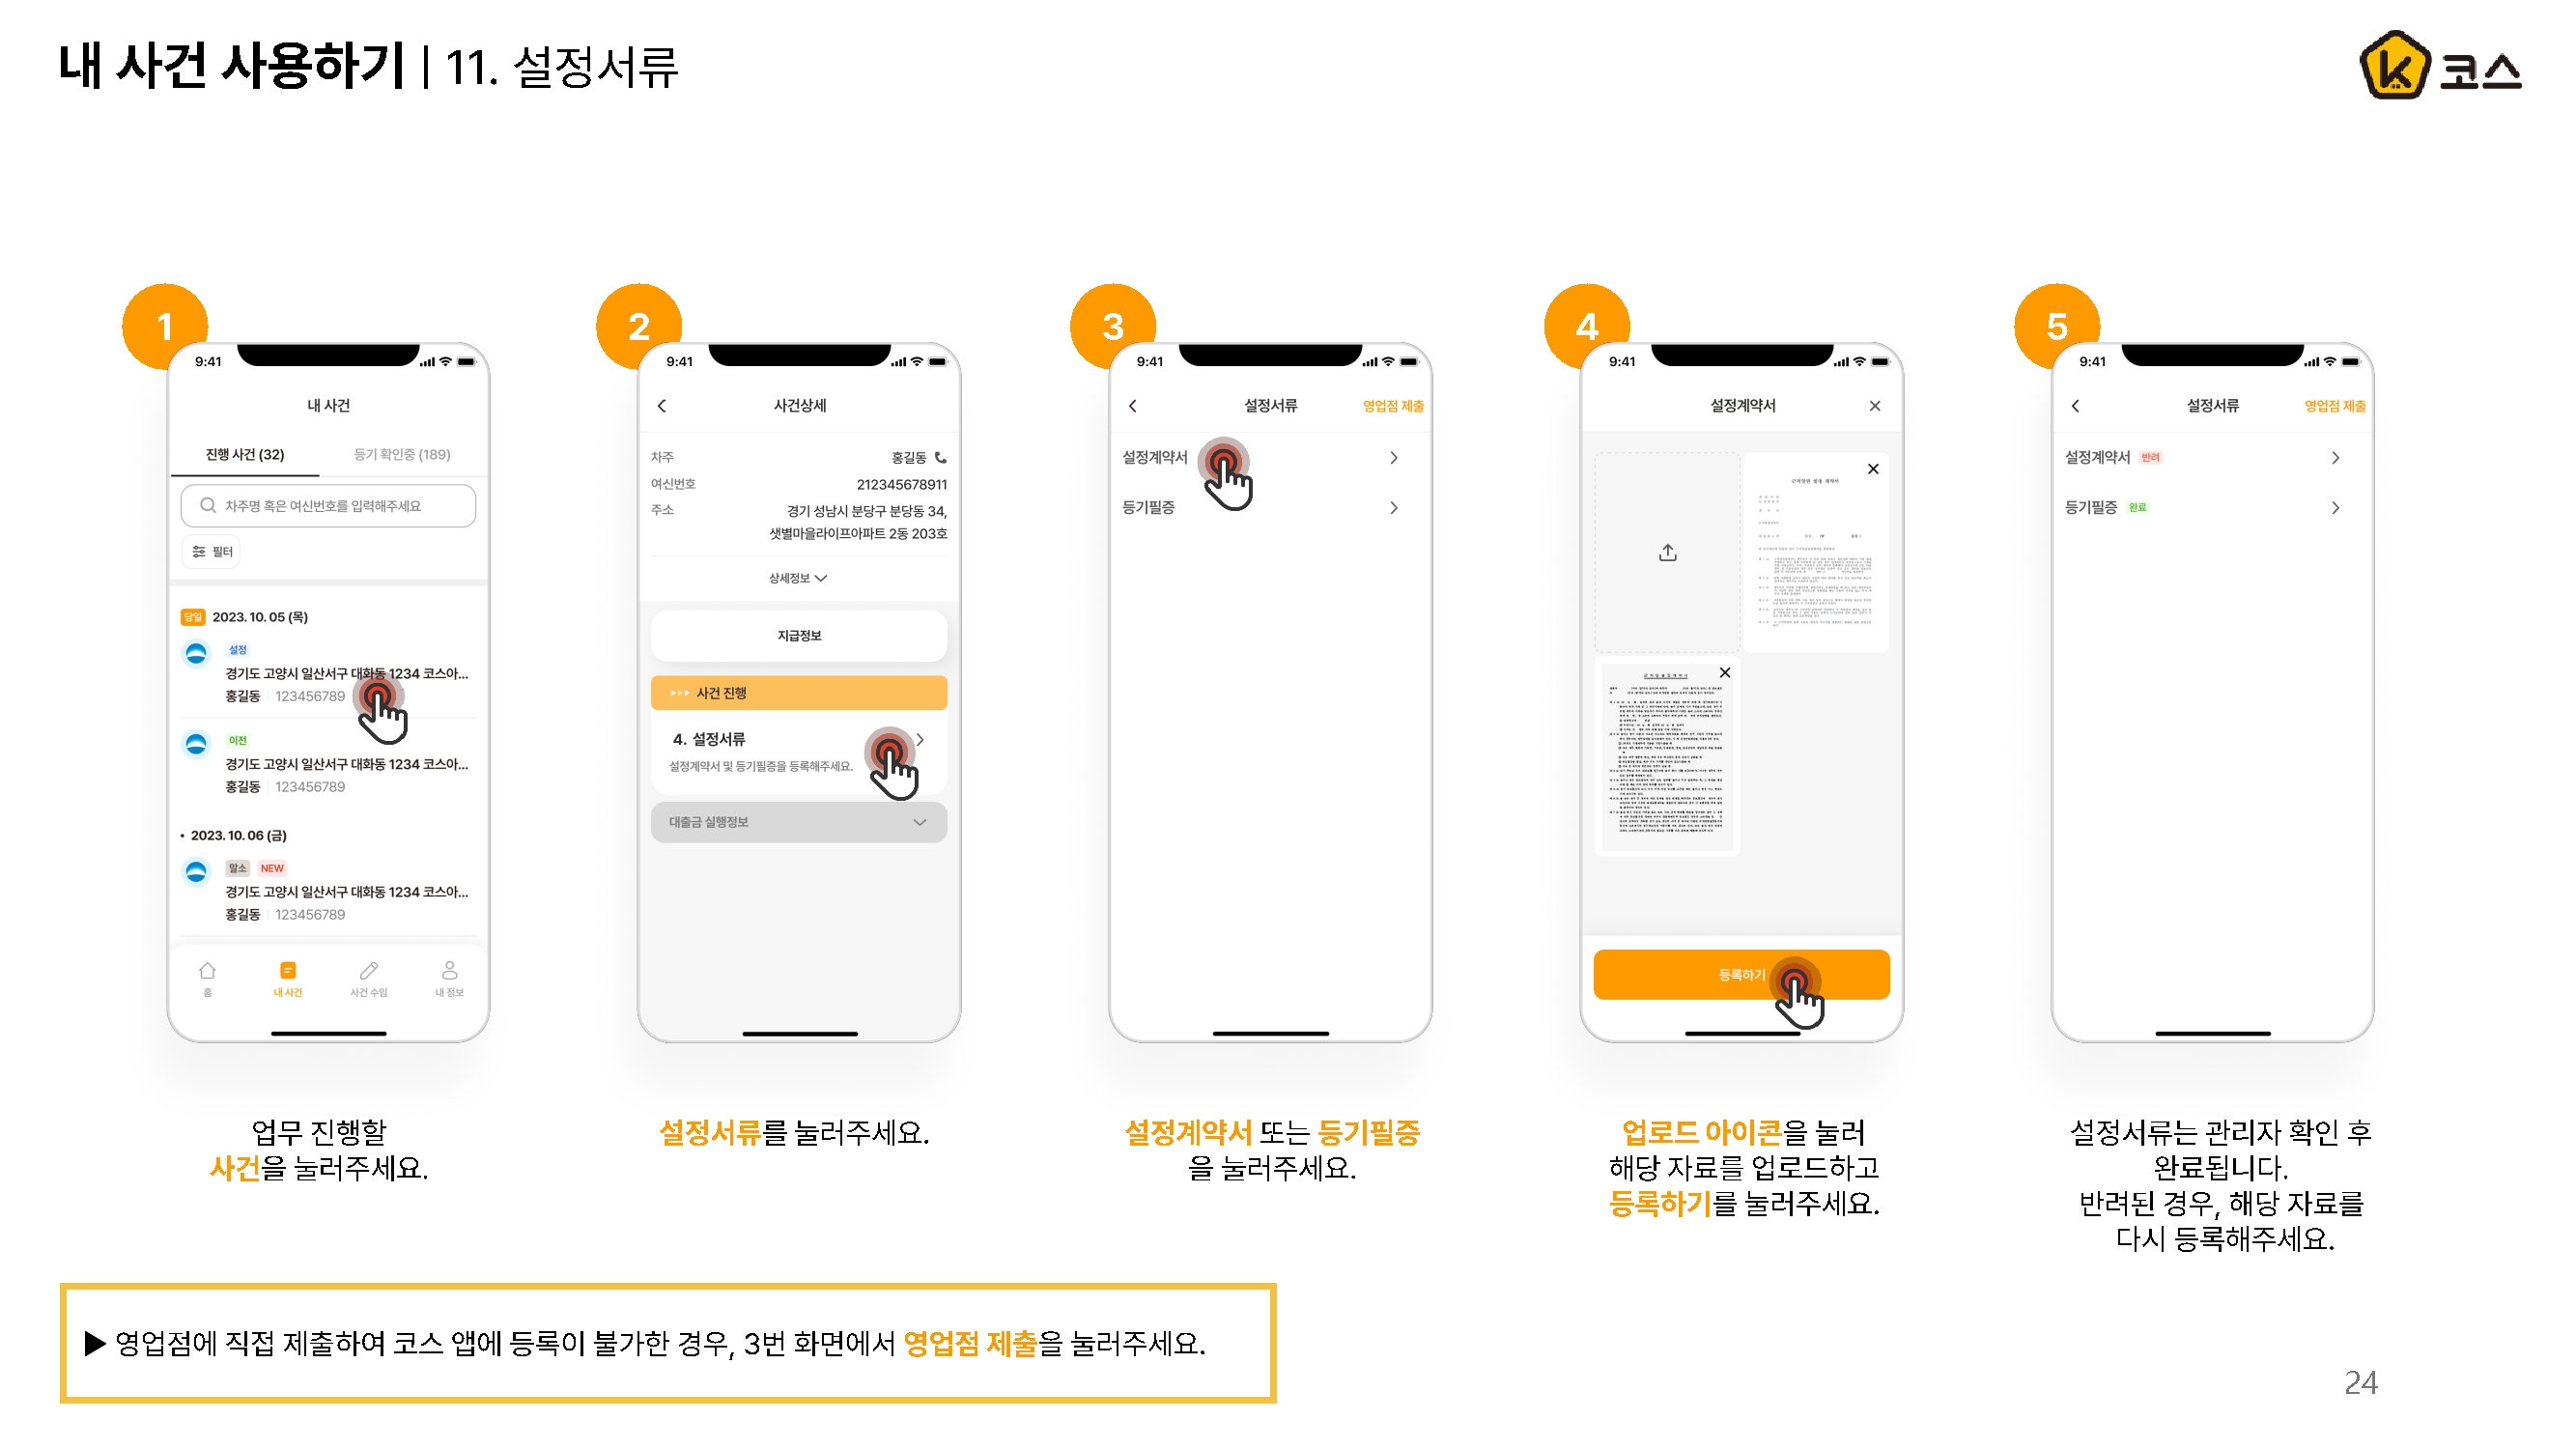 내 사건 사용하기 | 11. 설정서류
코스
1
9:41
내 사건
진행 사건 (32)
등기 확인중 (189)
차주명 혹은 여신번호를 입력해주세요
필터
당일 2023. 10. 05 (목)
설정
경기도 고양시 일산서구 대화동 1234 코스아...
홍길동 | 123456789
이전
경기도 고양시 일산서구 대화동 1234 코스아...
홍길동 | 123456789
• 2023. 10. 06 (금)
말소 NEW
경기도 고양시 일산서구 대화동 1234 코스아...
홍길동 | 123456789
홈
내 사건
사건 수임
내 정보
업무 진행할
사건을 눌러주세요.
2
9:41
사건상세
차주 홍길동
여신번호 212345678911
주소 경기 성남시 분당구 분당동 34,
샛별마을라이프아파트 2동 203호
상세정보
지급정보
사건 진행
4. 설정서류
설정계약서 및 등기필증을 등록해주세요.
대출금 실행정보
설정서류를 눌러주세요.
3
9:41
설정서류
영업점 제출
설정계약서
등기필증
설정계약서 또는 등기필증
을 눌러주세요.
4
9:41
설정계약서
근저당권 설정 계약서
등록하기
업로드 아이콘을 눌러
해당 자료를 업로드하고
등록하기를 눌러주세요.
5
9:41
설정서류
영업점 제출
설정계약서 반려
등기필증 완료
설정서류는 관리자 확인 후
완료됩니다.
반려된 경우, 해당 자료를
다시 등록해주세요.
▶ 영업점에 직접 제출하여 코스 앱에 등록이 불가한 경우, 3번 화면에서 영업점 제출을 눌러주세요.
24